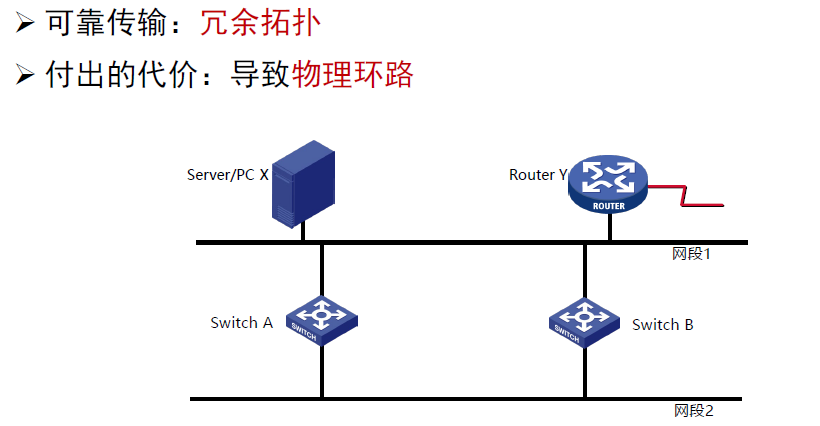 ➢ 可靠传输：冗余拓扑
➢ 付出的代价：导致物理环路
Server/PC X
Router Y
ROUTER
网段1
Switch A
SWITCH
Switch B
SWITCH
网段2